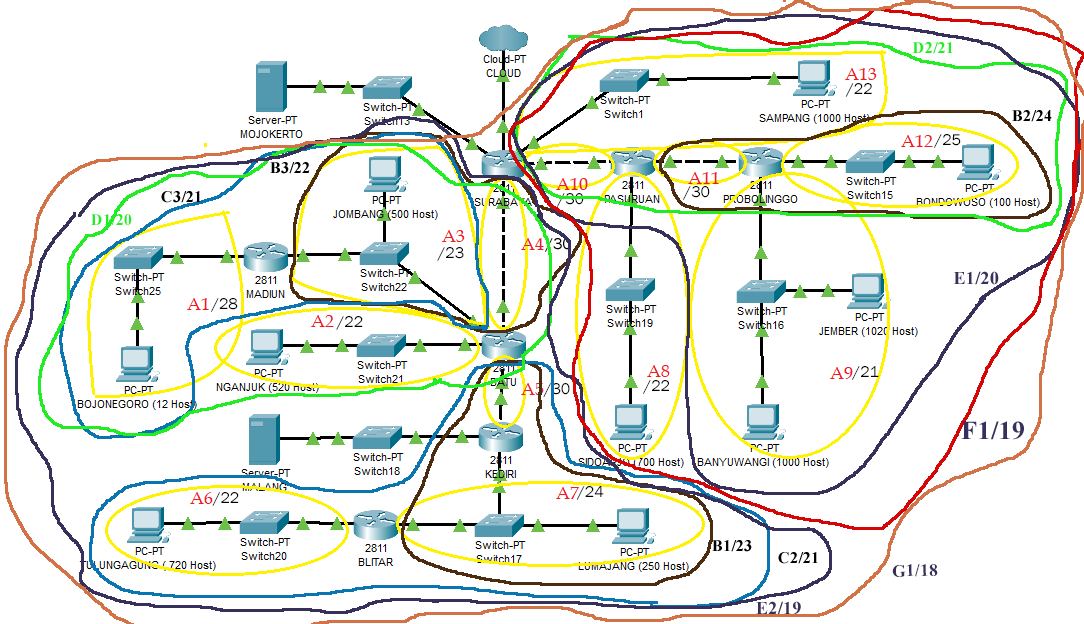 Cloud-PT
CLOUD
Server-PT
MOJOKERTO
Switch-PT
Switch13
Switch-PT
Switch1
PC-PT
SAMPANG (1000 Host)
A13
/22
D2/21
B2/24
2811
SURABAYA
A10
/30
2811
PASURUAN
A11
/30
2811
PROBOLINGGO
Switch-PT
Switch15
A12/25
PC-PT
BONDOWUSO (100 Host)
B3/22
C3/21
D1/20
PC-PT
JOMBANG (500 Host)
A3
/23
A4/30
Switch-PT
Switch22
Switch-PT
Switch25
2811
MADIUN
A1/28
PC-PT
BOJONEGORO (12 Host)
A2/22
PC-PT
NGANJUK (520 Host)
Switch-PT
Switch21
2811
BATU
A5/30
Switch-PT
Switch19
A8
/22
PC-PT
SIDOARJO (700 Host)
Switch-PT
Switch16
PC-PT
JEMBER (1020 Host)
A9/21
PC-PT
BANYUWANGI (1000 Host)
E1/20
F1/19
Server-PT
MALANG
Switch-PT
Switch18
2811
KEDIRI
A6/22
PC-PT
TULUNGAGUNG (720 Host)
Switch-PT
Switch20
2811
BLITAR
A7/24
Switch-PT
Switch17
PC-PT
LUMAJANG (250 Host)
B1/23
C2/21
E2/19
G1/18